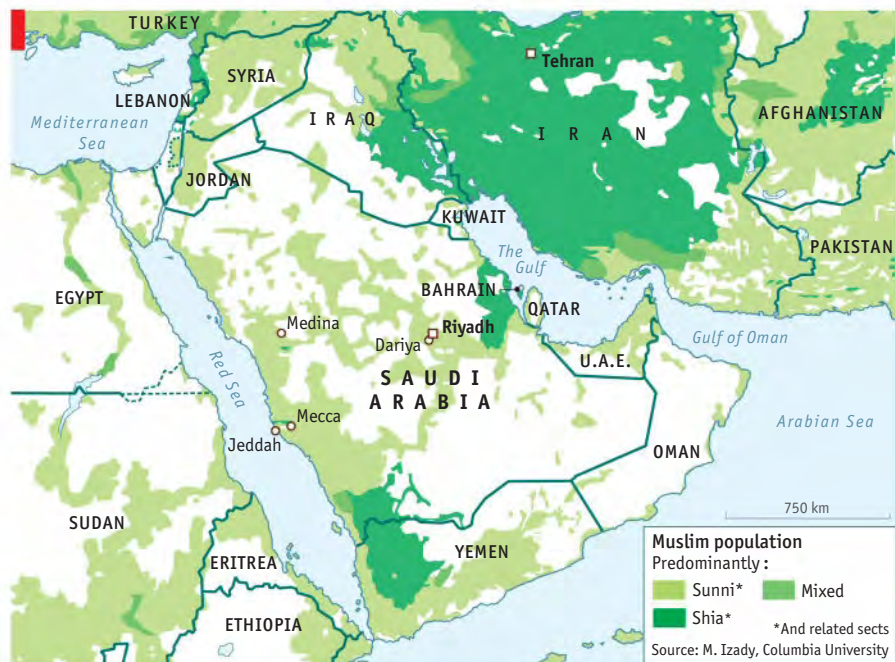 TURKEY
Tehran
SYRIA
LEBANON
AFGHANISTAN
IRAQ
Mediterranean
Sea
IRAN
JORDAN
KUWAIT
The
Gulf
PAKISTAN
EGYPT
BAHRAIN
QATAR
Medina
Riyadh
Dariya
Gulf of Oman
U.A.E.
Red Sea
SAUDI
ARABIA
Mecca
Jeddah
Arabian Sea
OMAN
750 km
SUDAN
YEMEN
ERITREA
ETHIOPIA
Muslim population
Predominantly :
Sunni* Mixed
Shia*
*And related sects
Source: M. Izady, Columbia University